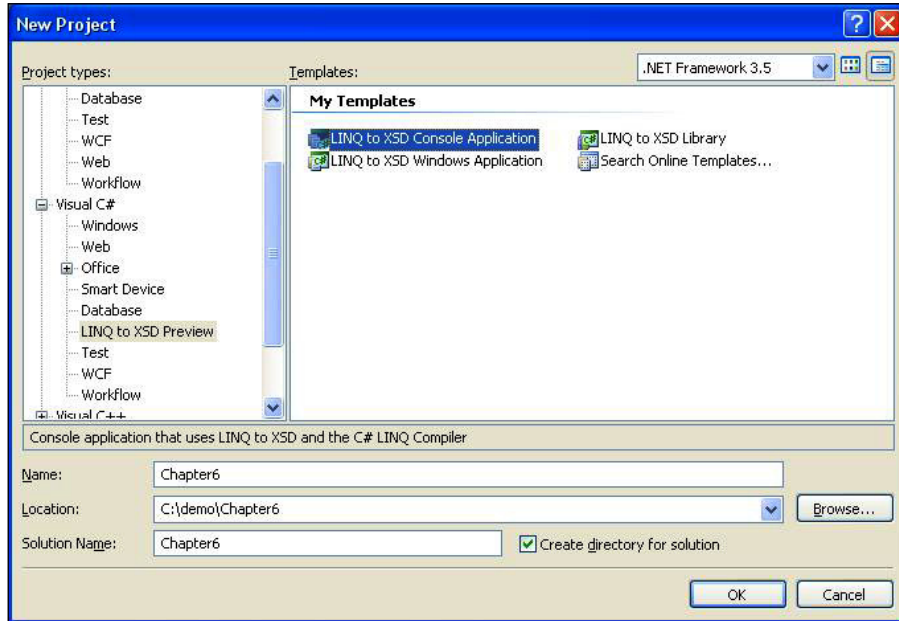 New Project
Project types:
Templates:
.NET Framework 3.5
Database
Test
WCF
Web
Workflow
Visual C#
Windows
Web
Office
Smart Device
Database
LINQ to XSD Preview
Test
WCF
Workflow
Visual C++
My Templates
LINQ to XSD Console Application
LINQ to XSD Library
LINQ to XSD Windows Application
Search Online Templates...
Console application that uses LINQ to XSD and the C# LINQ Compiler
Name:
Chapter6
Location:
C:\demo\Chapter6
Browse...
Solution Name:
Chapter6
Create directory for solution
OK
Cancel